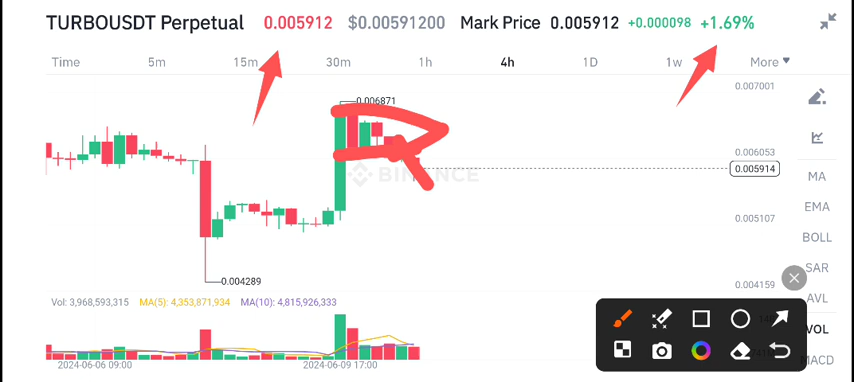 TURBOUSDT Perpetual 0.005912 $0.00591200 Mark Price 0.005912 +0.000098 +1.69%
Time 5m 15m 30m 1h 4h 1D 1w More
0.007001
0.006871
0.006053
0.005914
BINANCE
MA
EMA
0.005107
BOLL
SAR
0.004289
0.004159
AVL
Vol: 3,968,593,315 MA(5): 4,353,871,934 MA(10): 4,815,926,333
VOL
MACD
2024-06-06 09:00 2024-06-09 17:00